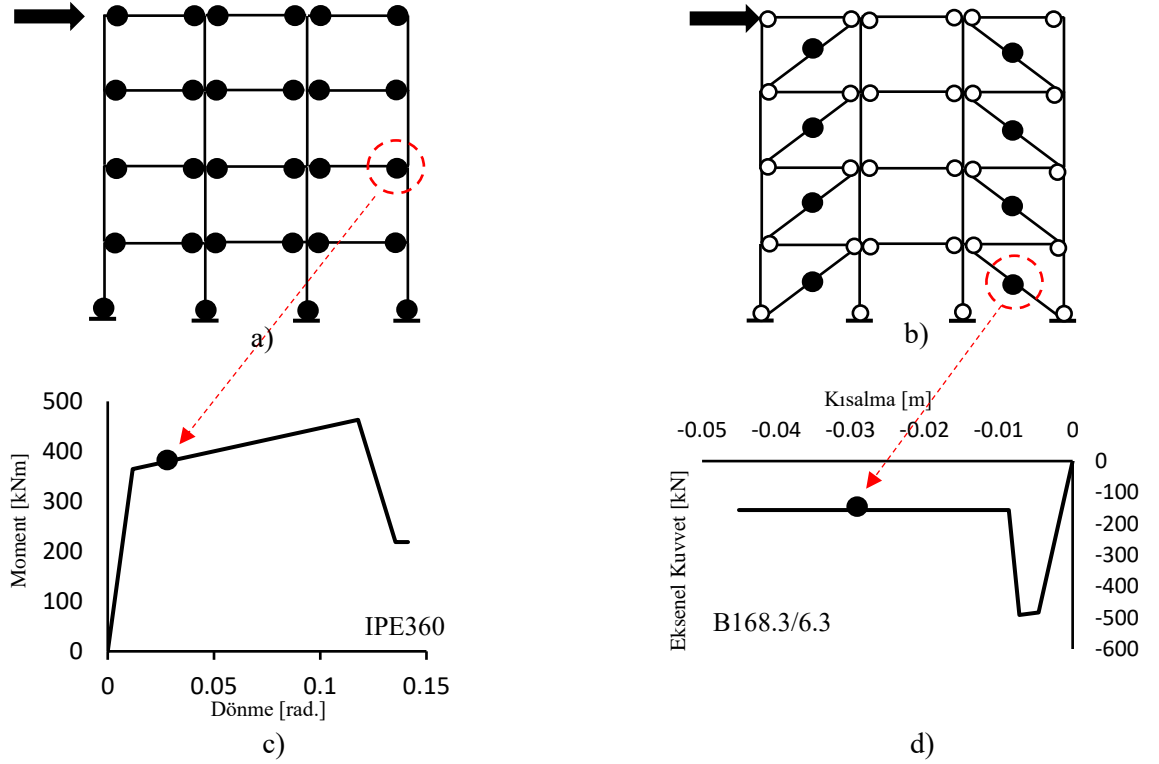 a)
b)
500
400
300
200
100
0
Moment [kNm]
IPE360
0
0.05
0.1
0.15
Dönme [rad.]
c)
Kısalma [m]
-0.05
-0.04
-0.03
-0.02
-0.01
0
0
-100
-200
-300
-400
-500
-600
Eksenel Kuvvet [kN]
B168.3/6.3
d)